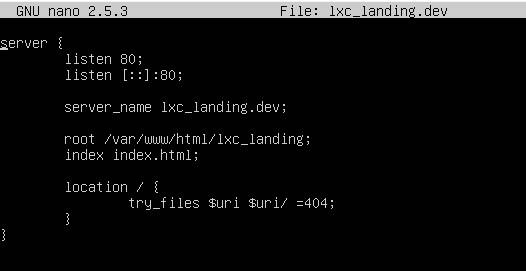 GNU nano 2.5.3 File: lxc_landing.dev
server {
listen 80;
listen [::]:80;
server_name lxc_landing.dev;
root /var/www/html/lxc_landing;
index index.html;
location / {
try_files $uri $uri/ =404;
}
}